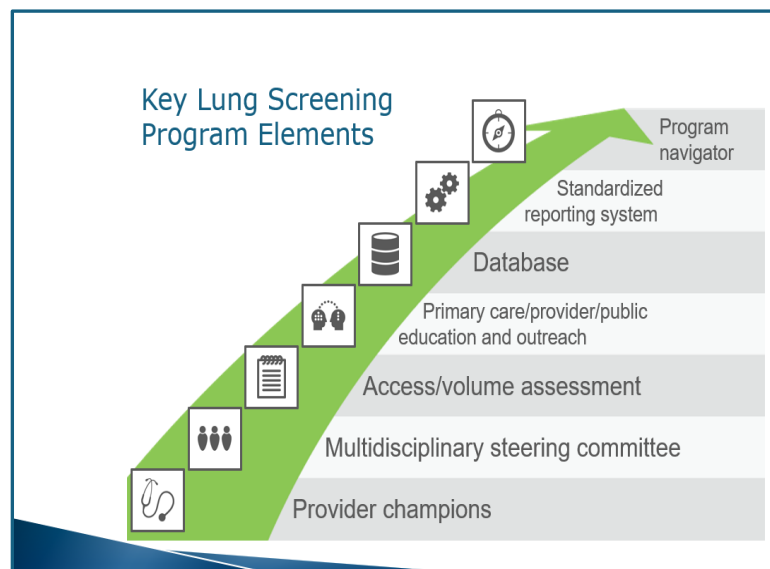 Key Lung Screening
Program Elements
Program
navigator
Standardized
reporting system
Database
Primary care/provider/public
education and outreach
Access/volume assessment
Multidisciplinary steering committee
Provider champions